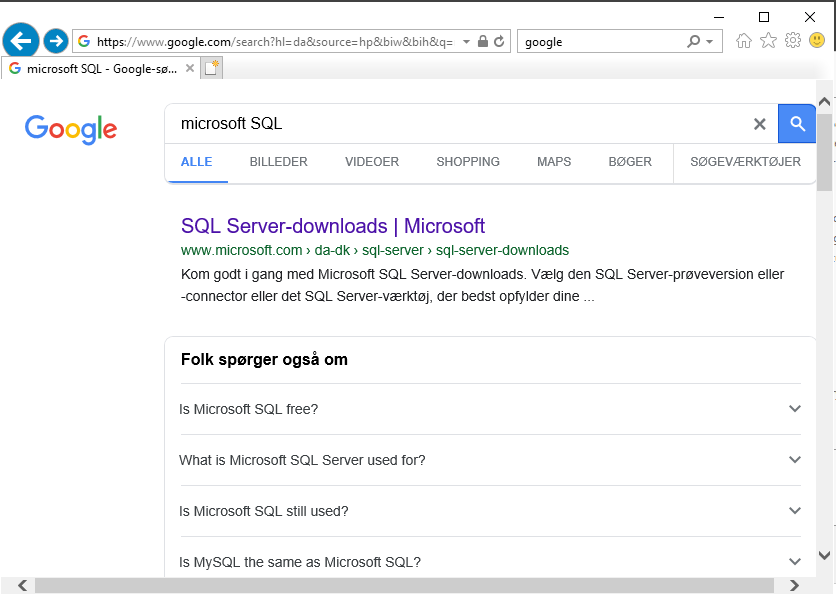 https://www.google.com/search?hl=da&source=hp&biw&bih&q=
google
microsoft SQL - Google-sø...
Google
microsoft SQL
ALLE BILLEDER VIDEOER SHOPPING MAPS BØGER SØGEVÆRKTØJER
SQL Server-downloads | Microsoft
www.microsoft.com › da-dk › sql-server › sql-server-downloads
Kom godt i gang med Microsoft SQL Server-downloads. Vælg den SQL Server-prøveversion eller
-connector eller det SQL Server-værktøj, der bedst opfylder dine ...
Folk spørger også om
Is Microsoft SQL free?
What is Microsoft SQL Server used for?
Is Microsoft SQL still used?
Is MySQL the same as Microsoft SQL?